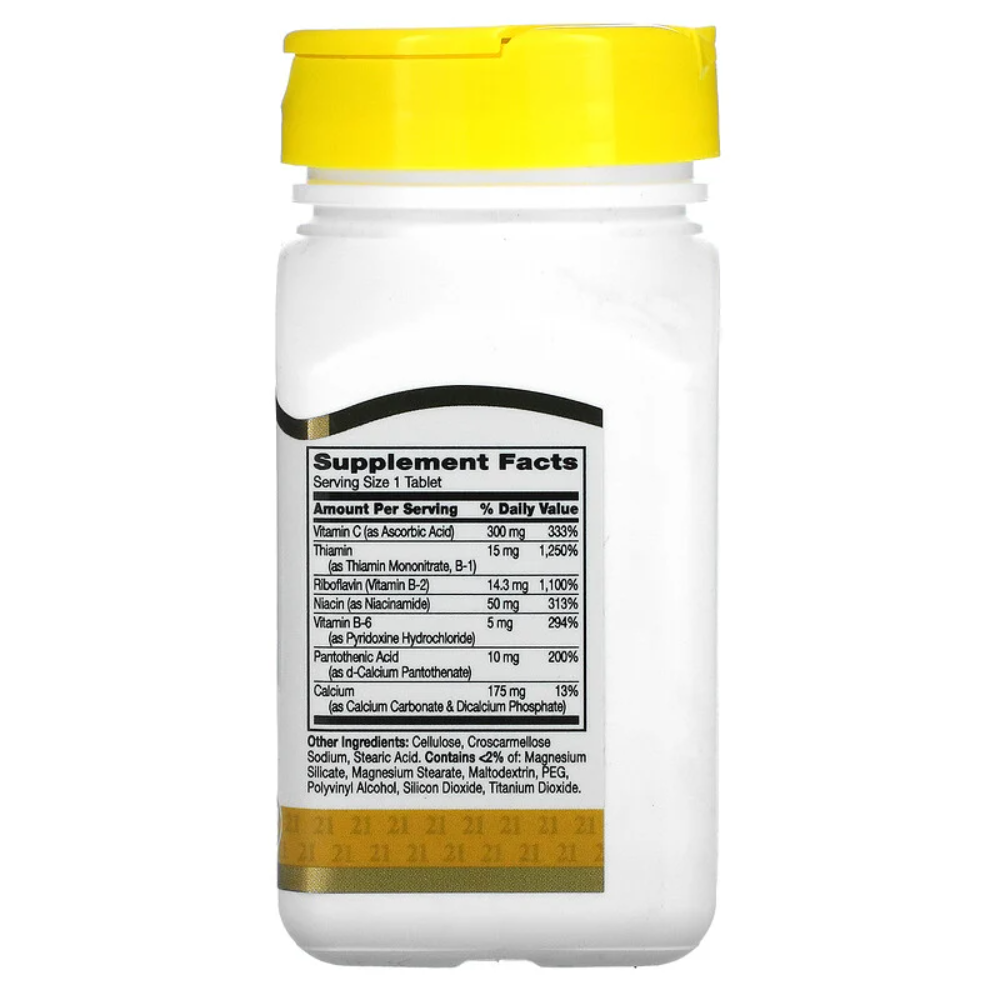 Supplement Facts
Serving Size 1 Tablet
Amount Per Serving % Daily Value
Vitamin C (as Ascorbic Acid) 300 mg 333%
Thiamin 15 mg 1,250%
(as Thiamin Mononitrate, B-1)
Riboflavin (Vitamin B-2) 14.3 mg 1,100%
Niacin (as Niacinamide) 50 mg 313%
Vitamin B-6 5 mg 294%
(as Pyridoxine Hydrochloride)
Pantothenic Acid 10 mg 200%
(as d-Calcium Pantothenate)
Calcium 175 mg 13%
(as Calcium Carbonate & Dicalcium Phosphate)
Other Ingredients: Cellulose, Croscarmellose
Sodium, Stearic Acid. Contains <2% of: Magnesium
Silicate, Magnesium Stearate, Maltodextrin, PEG,
Polyvinyl Alcohol, Silicon Dioxide, Titanium Dioxide.
21 21 21 21 21 21 21 21 21
21 21 21 21 21 21 21 21 2